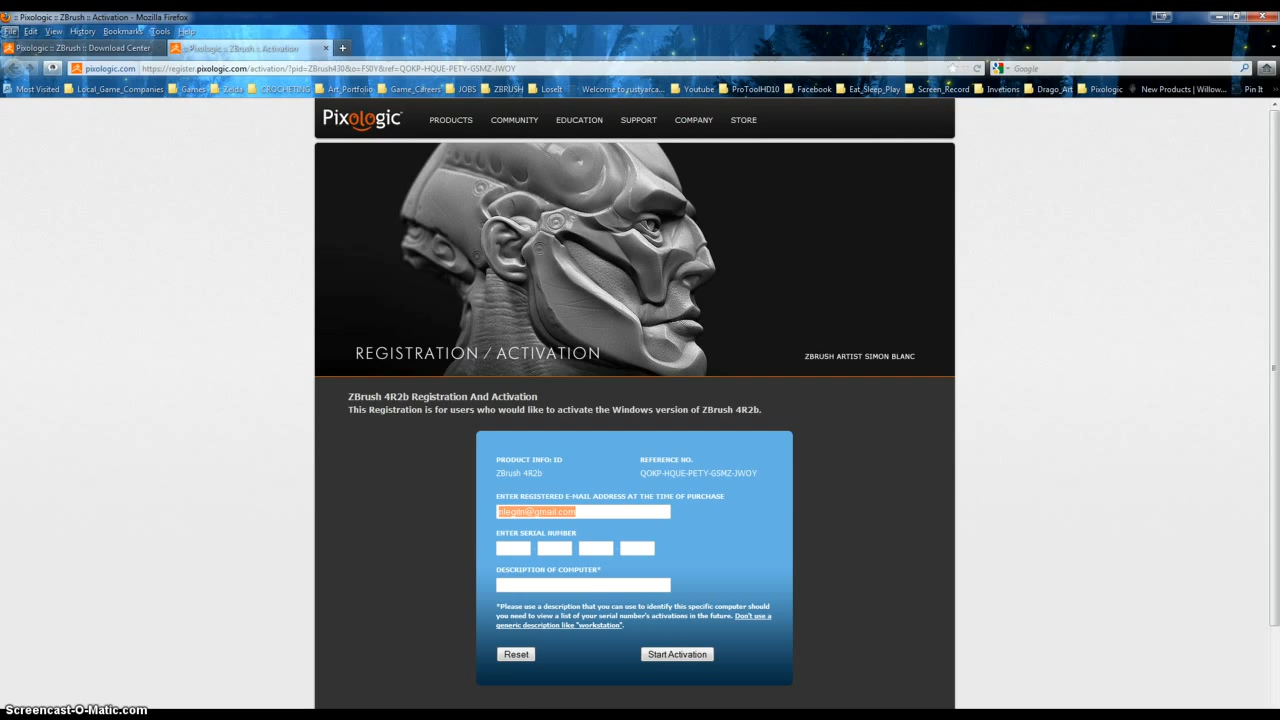 :: Pixologic :: ZBrush :: Activation - Mozilla Firefox
File Edit View History Bookmarks Tools Help
Pixologic :: ZBrush :: Download Center
:: Pixologic :: ZBrush :: Activation
pixologic.com https://register.pixologic.com/activation/?pid=ZBrush430&o=F50Y&ref=QOKP-HQUE-PETY-GSMZ-JWOY
Google
Most Visited Local_Game_Companies Games Zelda CROCHETING Art_Portfolio Game_Careers JOBS ZBRUSH LoseIt Welcome to_rustyarca... Youtube ProToolHD10 Facebook Eat_Sleep_Play Screen_Record Invetions Drago_Art Pixologic New Products | Willow... Pin It
Pixologic
PRODUCTS COMMUNITY EDUCATION SUPPORT COMPANY STORE
REGISTRATION / ACTIVATION
ZBRUSH ARTIST SIMON BLANC
ZBrush 4R2b Registration And Activation
This Registration is for users who would like to activate the Windows version of ZBrush 4R2b.
PRODUCT INFO: ID REFERENCE NO.
ZBrush 4R2b QOKP-HQUE-PETY-GSMZ-JWOY
ENTER REGISTERED E-MAIL ADDRESS AT THE TIME OF PURCHASE
ENTER SERIAL NUMBER
DESCRIPTION OF COMPUTER*
*Please use a description that you can use to identify this specific computer should
you need to view a list of your serial number's activations in the future. Don't use a
generic description like "workstation".
Reset Start Activation
Screencast-O-Matic.com